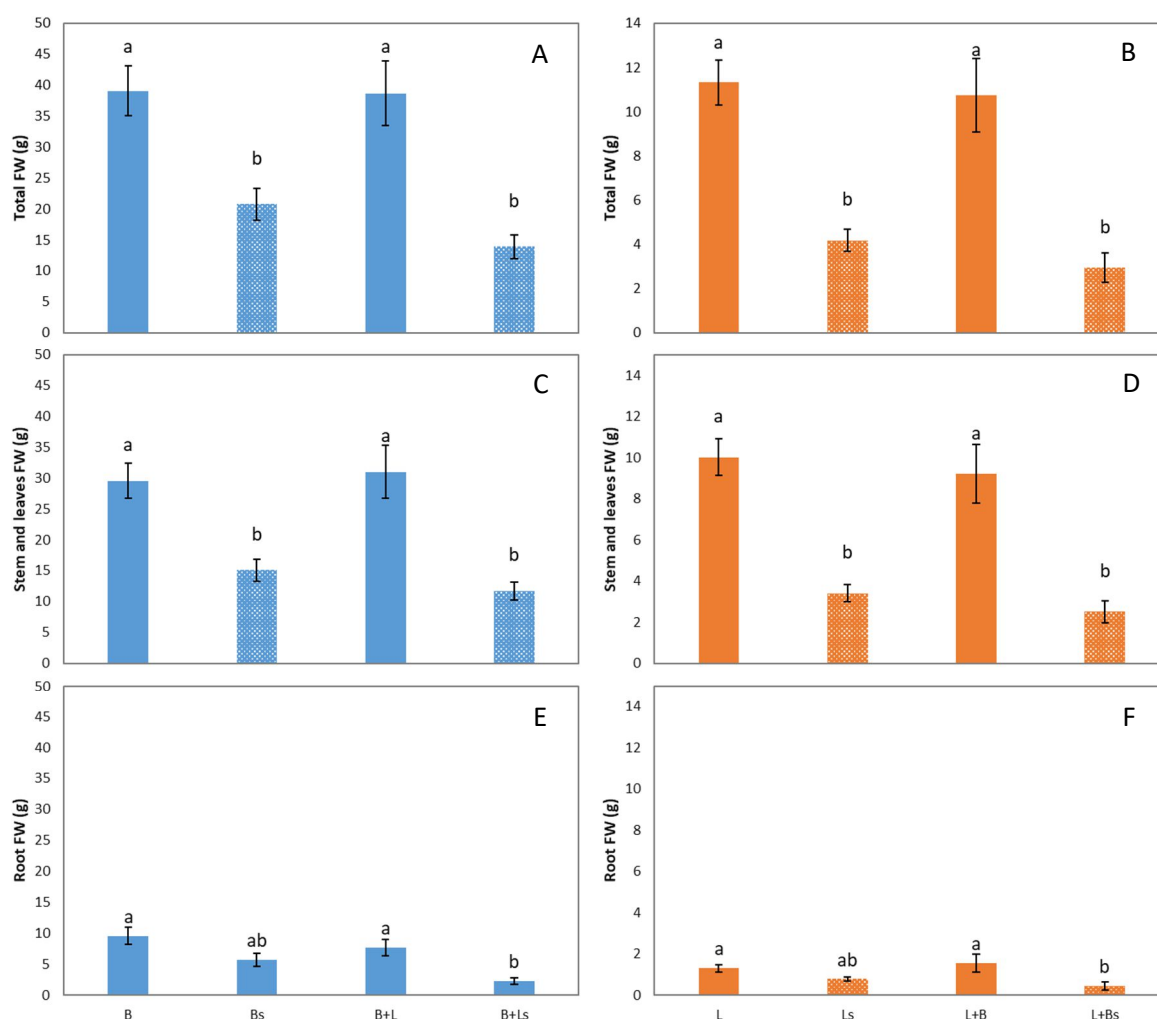 A
Total FW (g)
50
45
40
35
30
25
20
15
10
5
0
a
b
a
b
B
Total FW (g)
14
12
10
8
6
4
2
0
a
b
a
b
C
Stem and leaves FW (g)
50
45
40
35
30
25
20
15
10
5
0
a
b
a
b
D
Stem and leaves FW (g)
14
12
10
8
6
4
2
0
a
b
a
b
E
Root FW (g)
50
45
40
35
30
25
20
15
10
5
0
a
ab
a
b
B Bs B+L B+Ls
F
Root FW (g)
14
12
10
8
6
4
2
0
a
ab
a
b
L Ls L+B L+Bs